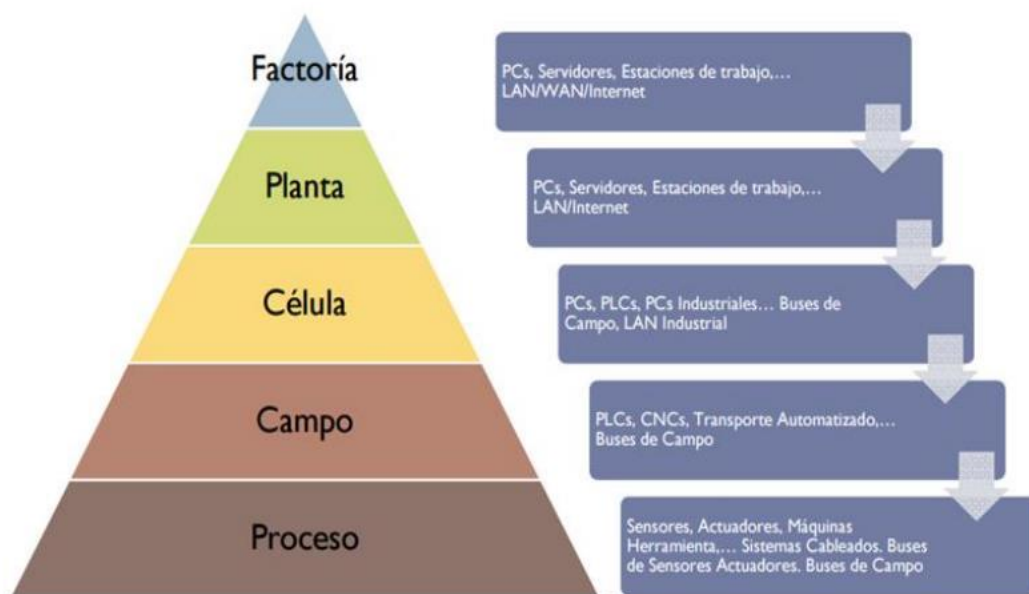 Factoría
PCs, Servidores, Estaciones de trabajo,...
LAN/WAN/Internet
Planta
PCs, Servidores, Estaciones de trabajo,...
LAN/Internet
Célula
PCs, PLCs, PCs Industriales... Buses de
Campo, LAN Industrial
Campo
PLCs, CNCs, Transporte Automatizado,...
Buses de Campo
Proceso
Sensores, Actuadores, Máquinas
Herramienta,... Sistemas Cableados. Buses
de Sensores Actuadores. Buses de Campo